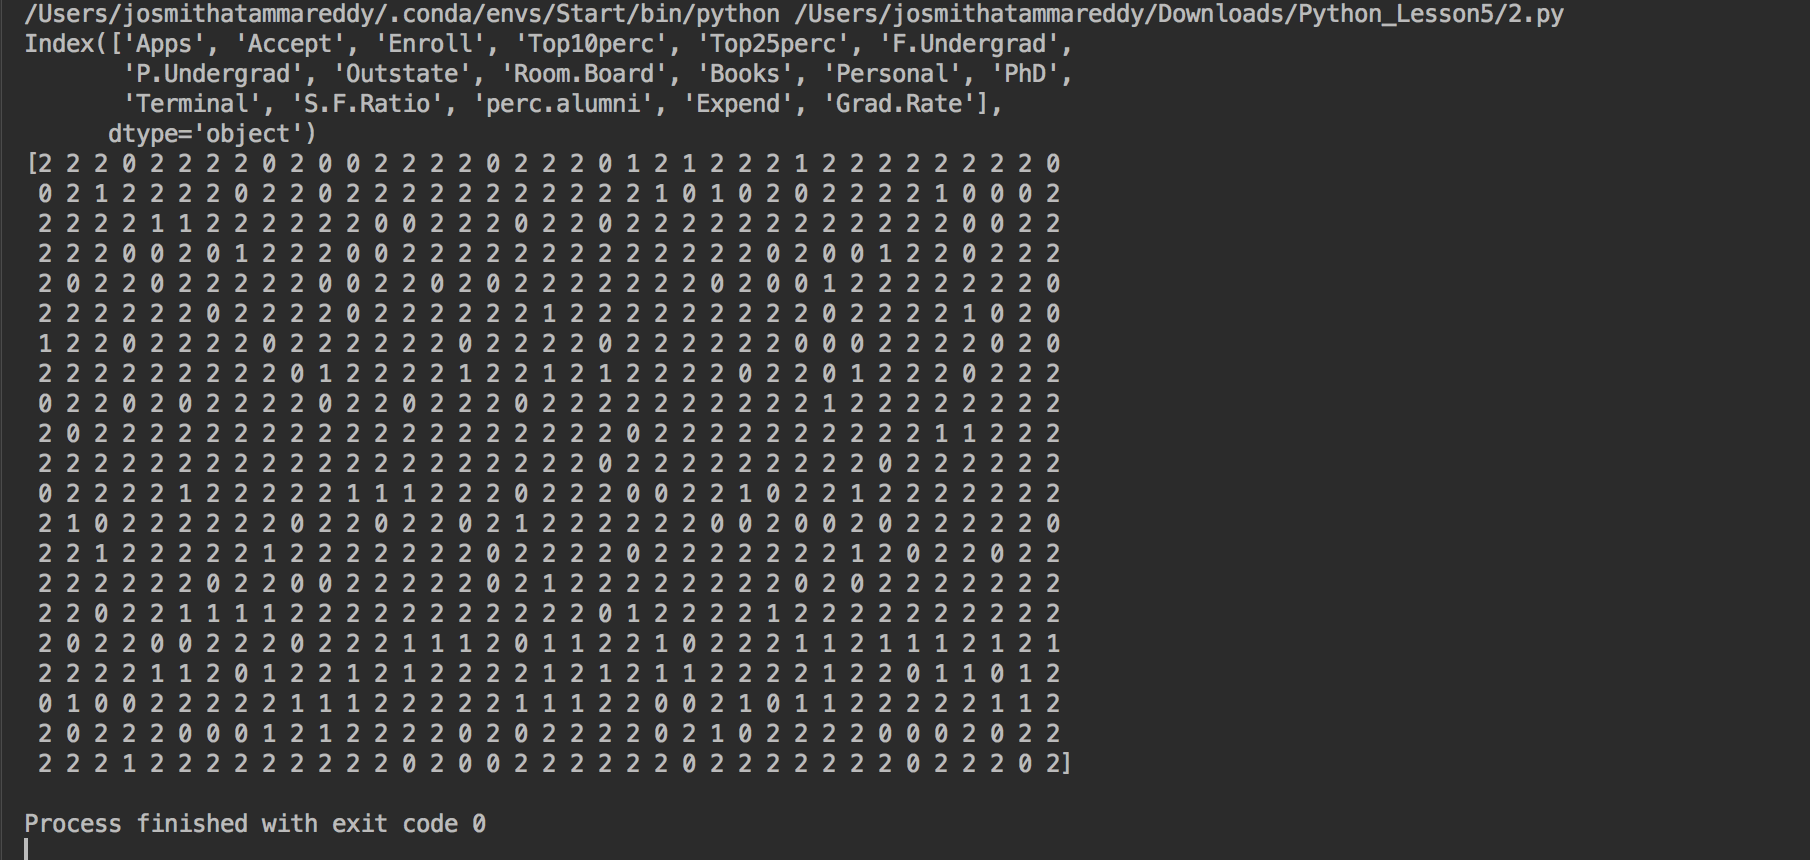 /Users/josmithatammareddy/.conda/envs/Start/bin/python /Users/josmithatammareddy/Downloads/Python_Lesson5/2.py
Index(['Apps', 'Accept', 'Enroll', 'Top10perc', 'Top25perc', 'F.Undergrad',
'P.Undergrad', 'Outstate', 'Room.Board', 'Books', 'Personal', 'PhD',
'Terminal', 'S.F.Ratio', 'perc.alumni', 'Expend', 'Grad.Rate'],
dtype='object')
[2 2 2 0 2 2 2 2 0 2 0 0 2 2 2 2 0 2 2 2 0 1 2 1 2 2 2 1 2 2 2 2 2 2 2 2 0
0 2 1 2 2 2 2 0 2 2 0 2 2 2 2 2 2 2 2 2 2 2 1 0 1 0 2 0 2 2 2 2 1 0 0 0 2
2 2 2 2 1 1 2 2 2 2 2 2 0 0 2 2 2 0 2 2 0 2 2 2 2 2 2 2 2 2 2 2 2 0 0 2 2
2 2 2 0 0 2 0 1 2 2 2 0 0 2 2 2 2 2 2 2 2 2 2 2 2 2 0 2 0 0 1 2 2 0 2 2 2
2 0 2 2 0 2 2 2 2 2 0 0 2 2 0 2 0 2 2 2 2 2 2 2 2 0 2 0 0 1 2 2 2 2 2 2 2 0
2 2 2 2 2 2 0 2 2 2 2 0 2 2 2 2 2 2 1 2 2 2 2 2 2 2 2 2 0 2 2 2 2 1 0 2 0
1 2 2 0 2 2 2 2 0 2 2 2 2 2 2 0 2 2 2 2 0 2 2 2 2 2 2 0 0 0 2 2 2 2 0 2 0
2 2 2 2 2 2 2 2 2 0 1 2 2 2 2 1 2 2 1 2 1 2 2 2 2 0 2 2 0 1 2 2 2 0 2 2 2
0 2 2 0 2 0 2 2 2 2 0 2 2 0 2 2 2 0 2 2 2 2 2 2 2 2 2 2 1 2 2 2 2 2 2 2 2
2 0 2 2 2 2 2 2 2 2 2 2 2 2 2 2 2 2 2 2 2 0 2 2 2 2 2 2 2 2 2 2 1 1 2 2 2
2 2 2 2 2 2 2 2 2 2 2 2 2 2 2 2 2 2 2 2 0 2 2 2 2 2 2 2 2 2 0 2 2 2 2 2 2
0 2 2 2 2 1 2 2 2 2 2 1 1 1 2 2 2 0 2 2 2 0 0 2 2 1 0 2 2 1 2 2 2 2 2 2 2
2 1 0 2 2 2 2 2 2 0 2 2 0 2 2 0 2 1 2 2 2 2 2 2 0 0 2 0 0 2 0 2 2 2 2 2 0
2 2 1 2 2 2 2 2 1 2 2 2 2 2 2 2 0 2 2 2 2 0 2 2 2 2 2 2 2 1 2 0 2 2 0 2 2
2 2 2 2 2 2 0 2 2 0 0 2 2 2 2 2 0 2 1 2 2 2 2 2 2 2 2 0 2 0 2 2 2 2 2 2 2
2 2 0 2 2 1 1 1 1 2 2 2 2 2 2 2 2 2 2 2 0 1 2 2 2 2 1 2 2 2 2 2 2 2 2 2 2
2 0 2 2 0 0 2 2 2 0 2 2 2 1 1 1 2 0 1 1 2 2 1 0 2 2 2 1 1 2 1 1 1 2 1 2 1
2 2 2 2 1 1 2 0 1 2 2 1 2 1 2 2 2 2 1 2 1 2 1 1 2 2 2 2 1 2 2 0 1 1 0 1 2
0 1 0 0 2 2 2 2 2 1 1 1 2 2 2 2 2 1 1 1 2 2 0 0 2 1 0 1 1 2 2 2 2 2 1 1 2
2 0 2 2 2 0 0 0 1 2 1 2 2 2 2 0 2 0 2 2 2 2 0 2 1 0 2 2 2 2 0 0 0 2 0 2 2
2 2 2 1 2 2 2 2 2 2 2 2 2 0 2 0 0 2 2 2 2 2 2 0 2 2 2 2 2 2 2 0 2 2 2 0 2]
Process finished with exit code 0